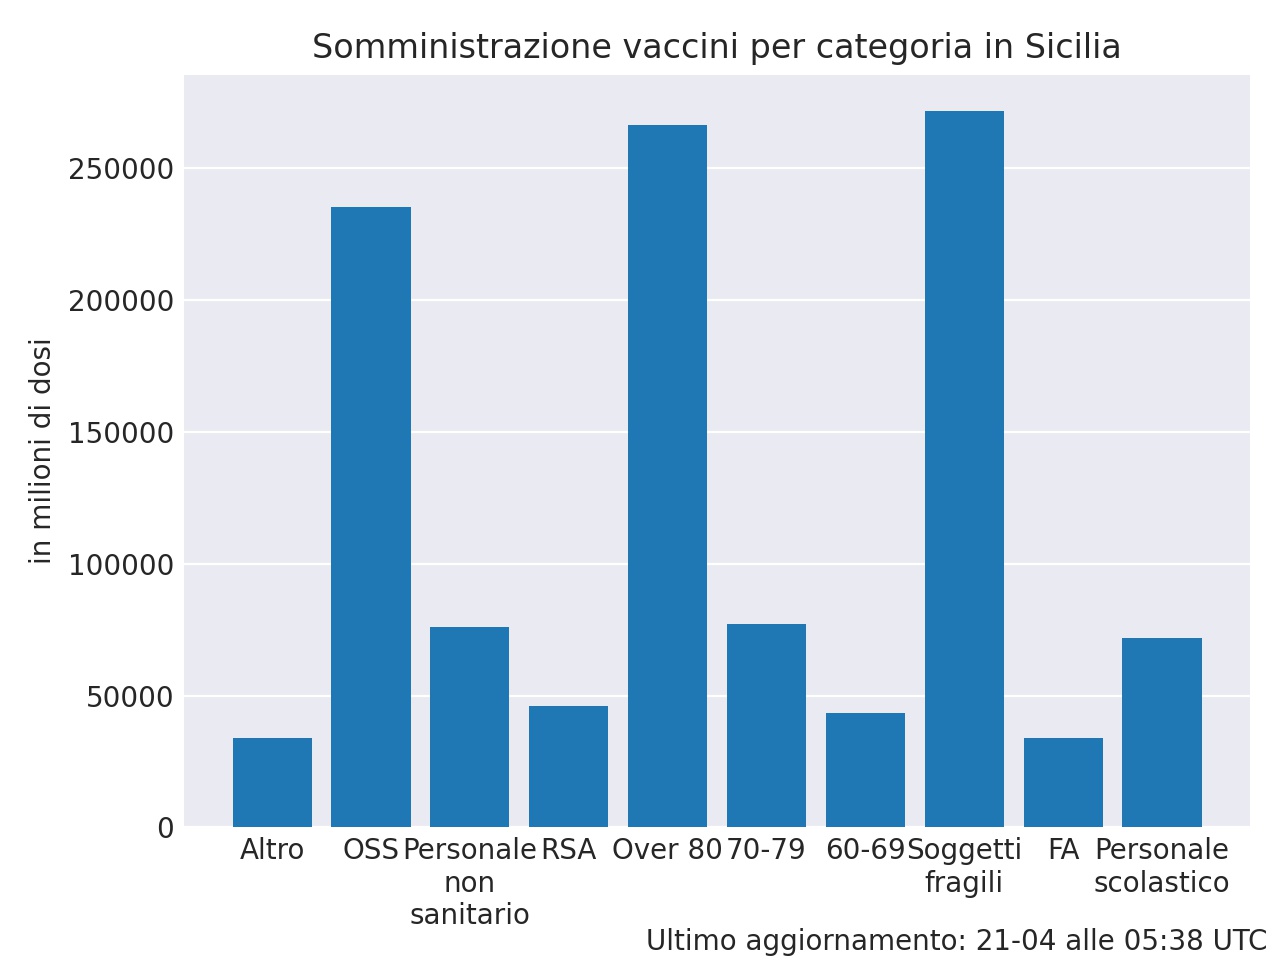 Somministrazione vaccini per categoria in Sicilia
in milioni di dosi
250000
200000
150000
100000
50000
0
Altro
OSS
Personale
non
sanitario
RSA
Over 80
70-79
60-69
Soggetti
fragili
FA
Personale
scolastico
Ultimo aggiornamento: 21-04 alle 05:38 UTC